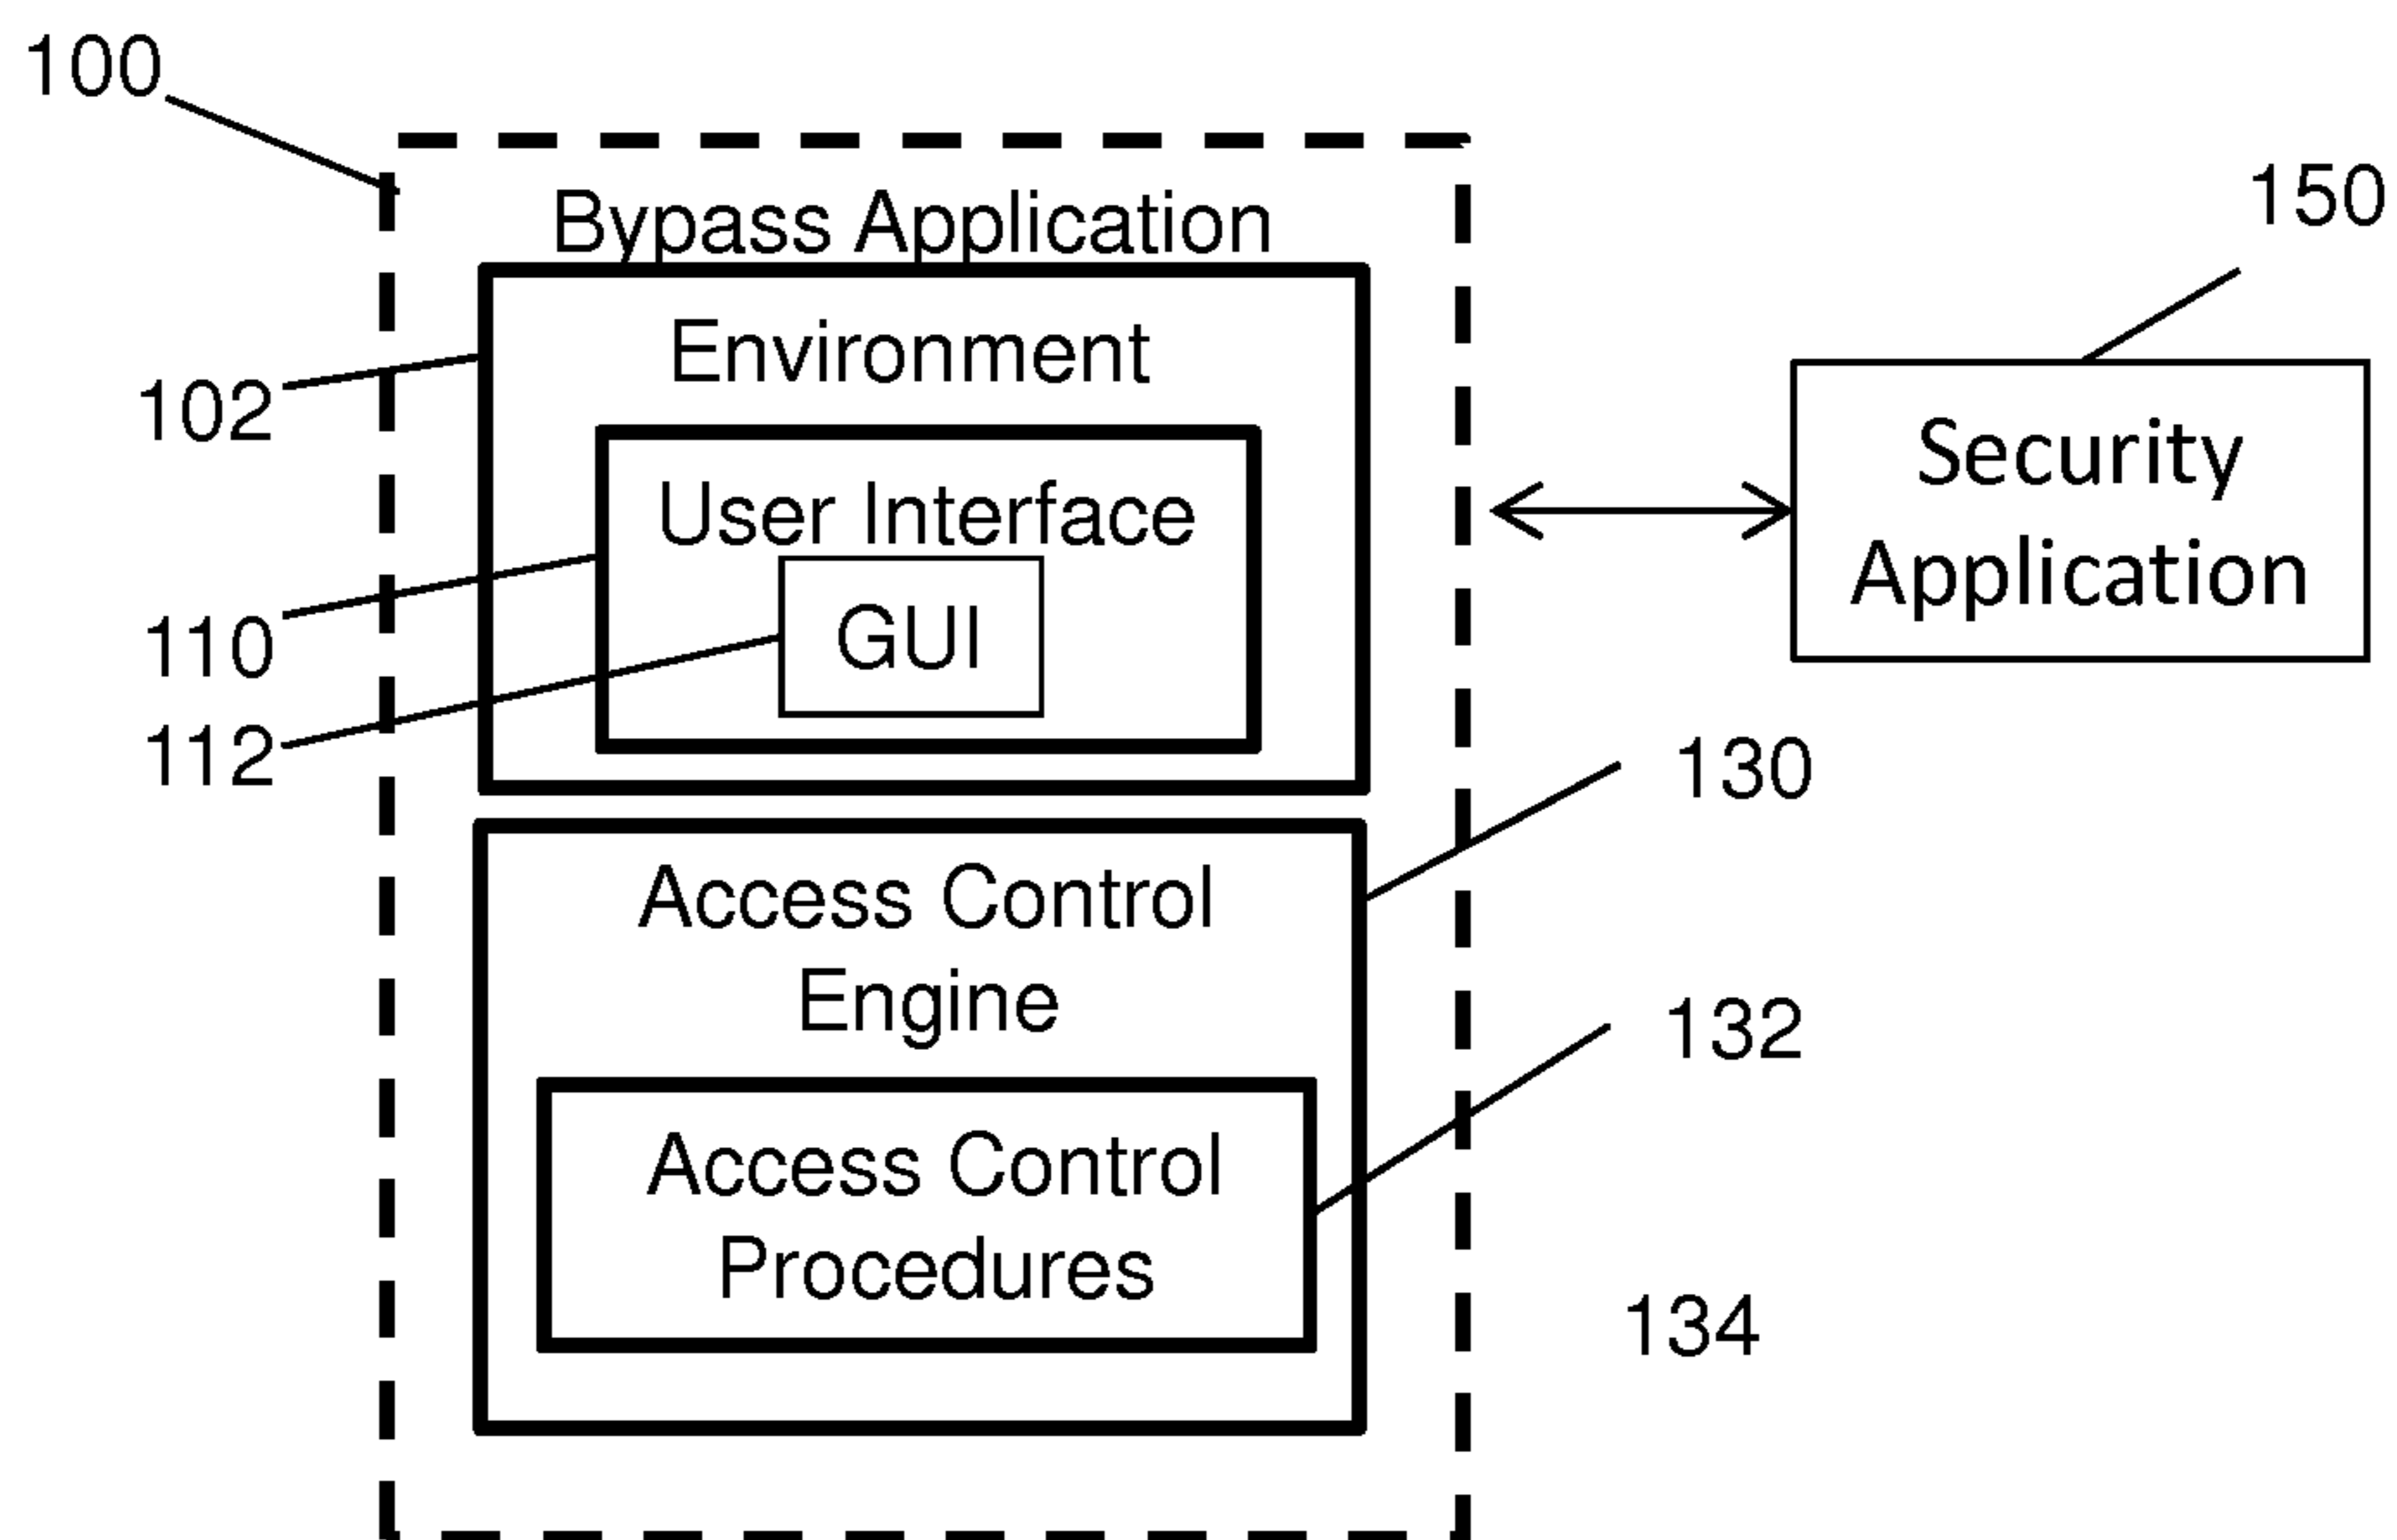 100
Bypass Application
150
Environment
102
Security
Application
User Interface
110
GUI
112
130
Access Control
Engine
132
Access Control
Procedures
134